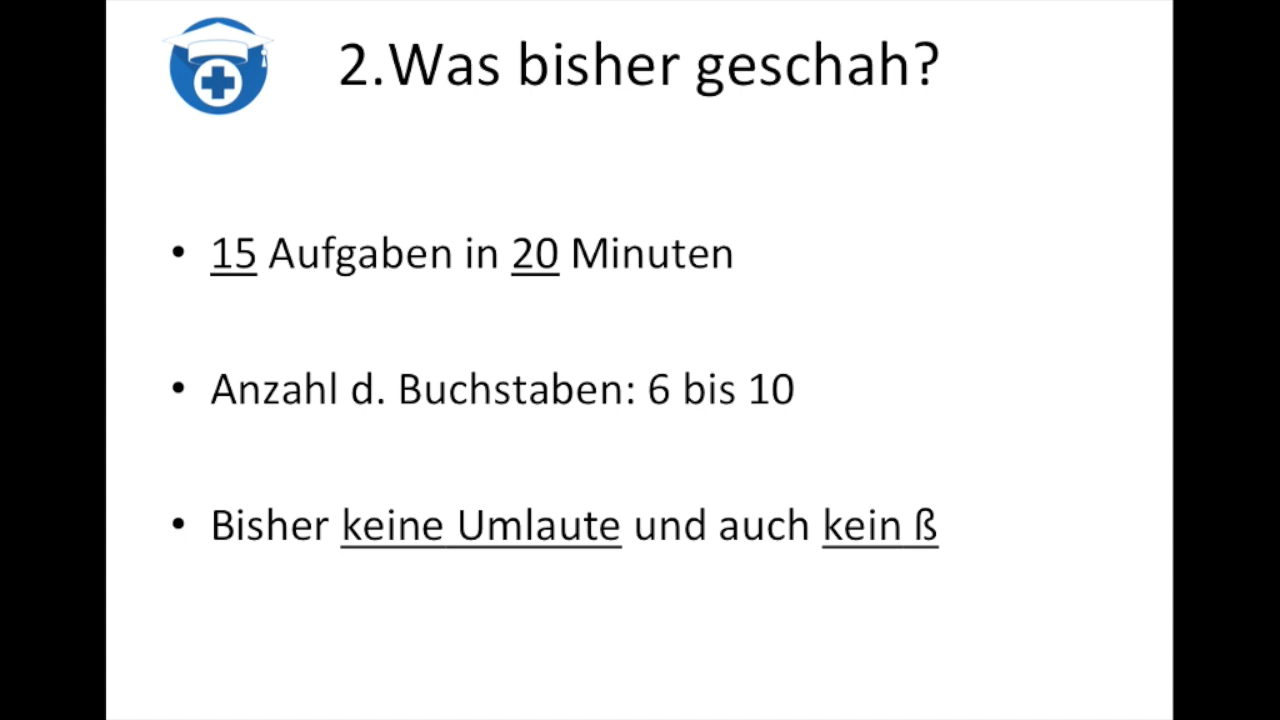 2.Was bisher geschah?
• 15 Aufgaben in 20 Minuten
• Anzahl d. Buchstaben: 6 bis 10
• Bisher keine Umlaute und auch kein ß